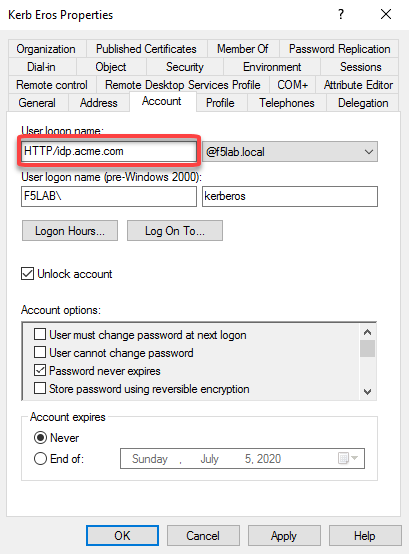 Kerb Eros Properties
Organization Published Certificates Member Of Password Replication
Dial-in Object Security Environment Sessions
Remote control Remote Desktop Services Profile COM+ Attribute Editor
General Address Account Profile Telephones Delegation
User logon name:
HTTP/idp.acme.com @f5lab.local
User logon name (pre-Windows 2000):
F5LAB\ kerberos
Logon Hours... Log On To...
Unlock account
Account options:
User must change password at next logon
User cannot change password
Password never expires
Store password using reversible encryption
Account expires
Never
End of: Sunday , July 5, 2020
OK Cancel Apply Help